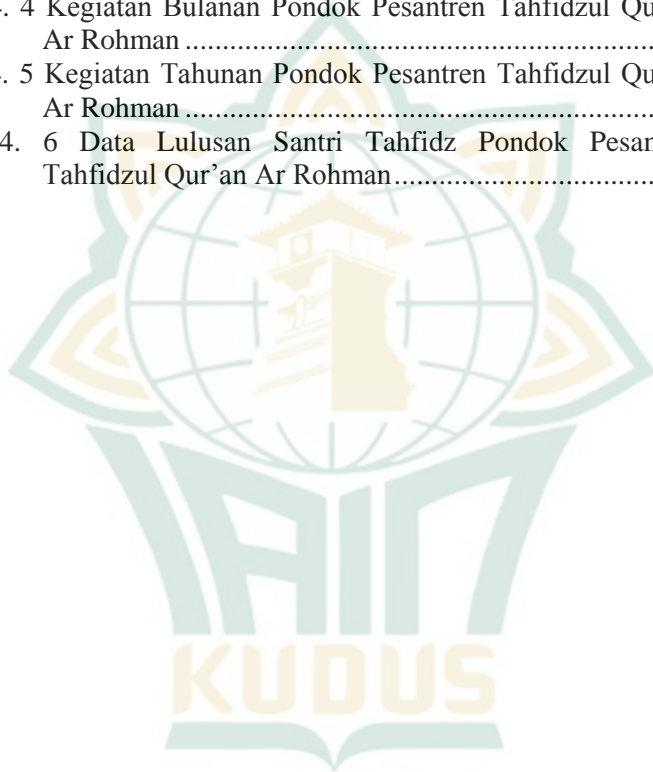 . 4 Kegiatan Bulanan Pondok Pesantren Tahfidzul Qu
Ar Rohman ................................................................
. 5 Kegiatan Tahunan Pondok Pesantren Tahfidzul Qu
Ar Rohman ................................................................
4. 6 Data Lulusan Santri Tahfidz Pondok Pesan
Tahfidzul Qur’an Ar Rohman ...................................
IAIN
KUDUS